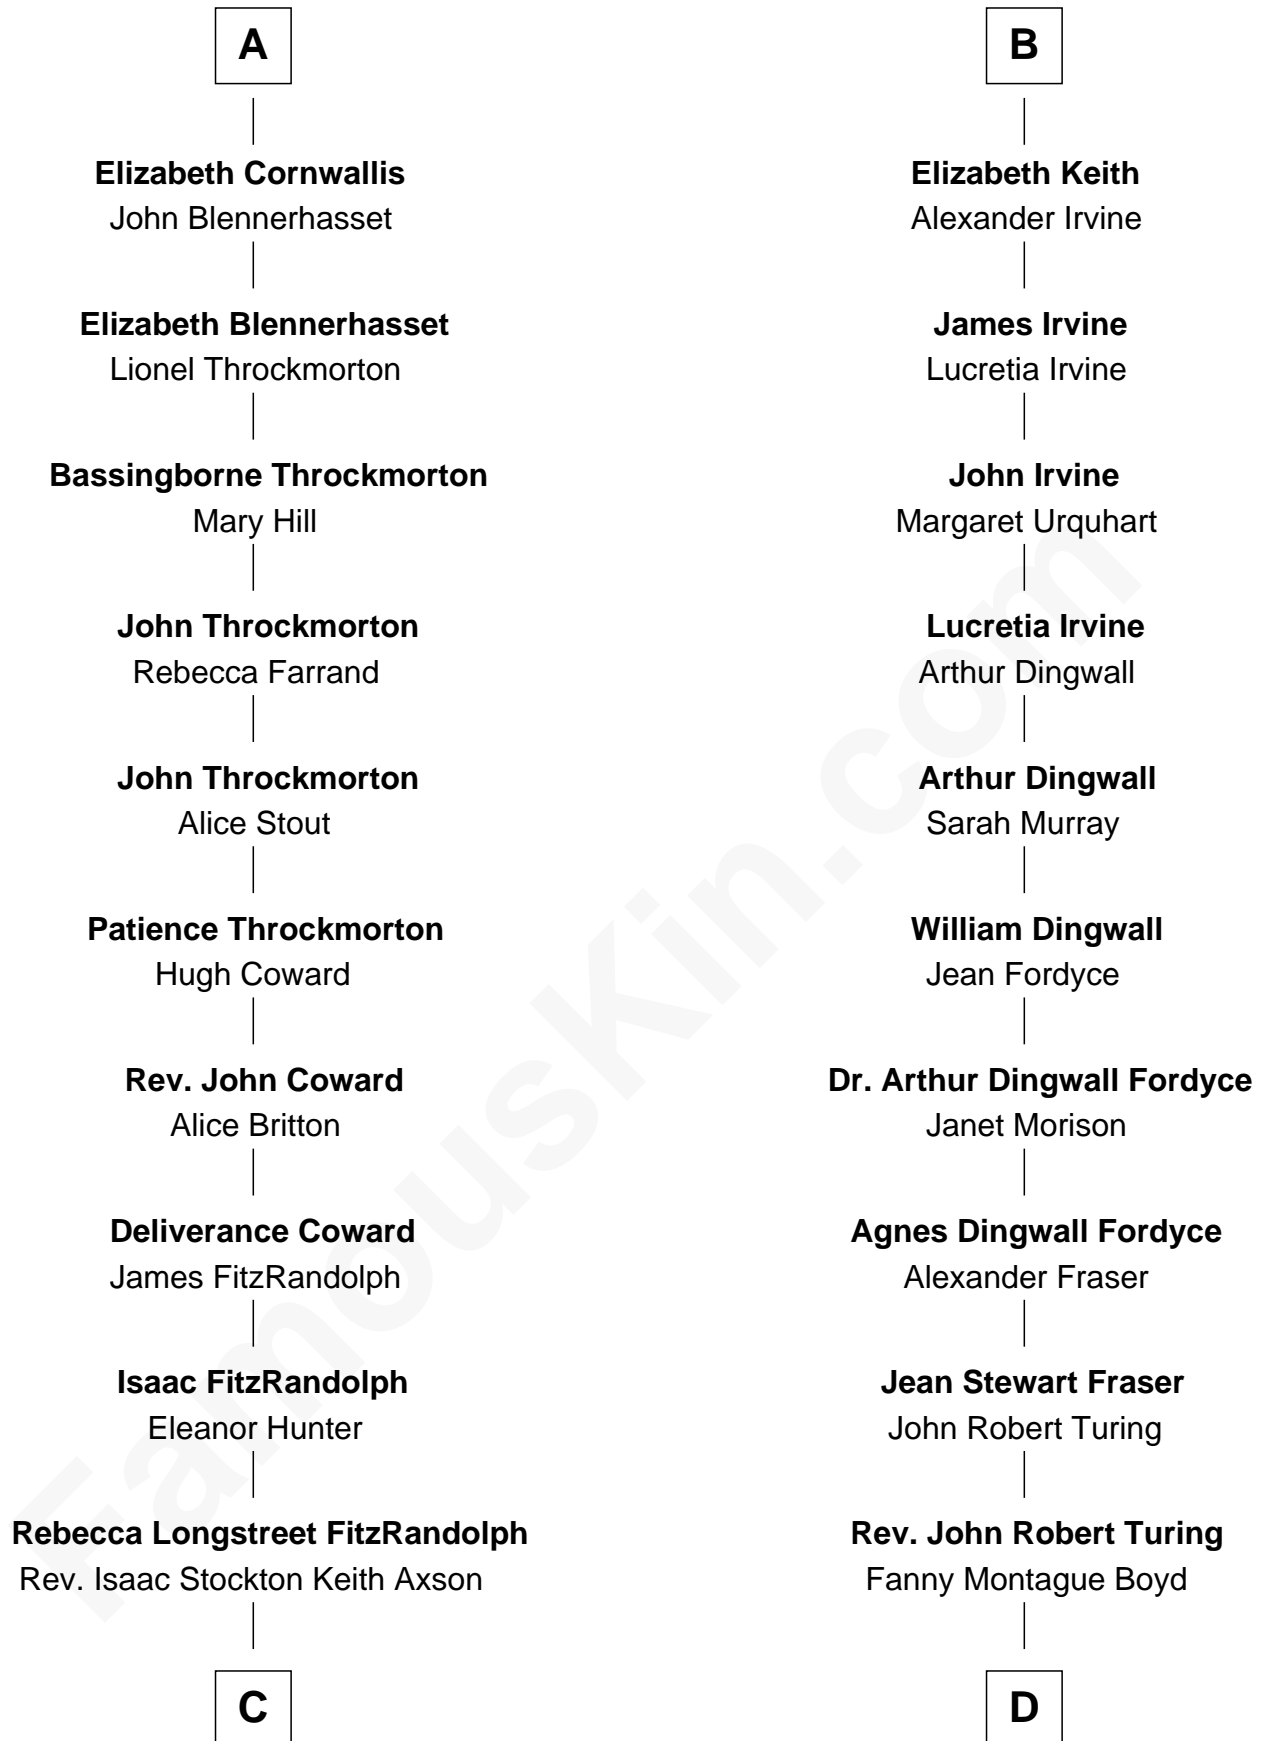 A
Elizabeth Cornwallis
John Blennerhasset
Elizabeth Blennerhasset
Lionel Throckmorton
Bassingborne Throckmorton
Mary Hill
John Throckmorton
Rebecca Farrand
John Throckmorton
Alice Stout
Patience Throckmorton
Hugh Coward
Rev. John Coward
Alice Britton
Deliverance Coward
James FitzRandolph
Isaac FitzRandolph
Eleanor Hunter
Rebecca Longstreet FitzRandolph
Rev. Isaac Stockton Keith Axson
C
B
Elizabeth Keith
Alexander Irvine
James Irvine
Lucretia Irvine
John Irvine
Margaret Urquhart
Lucretia Irvine
Arthur Dingwall
Arthur Dingwall
Sarah Murray
William Dingwall
Jean Fordyce
Dr. Arthur Dingwall Fordyce
Janet Morison
Agnes Dingwall Fordyce
Alexander Fraser
Jean Stewart Fraser
John Robert Turing
Rev. John Robert Turing
Fanny Montague Boyd
D
FamousKin.com